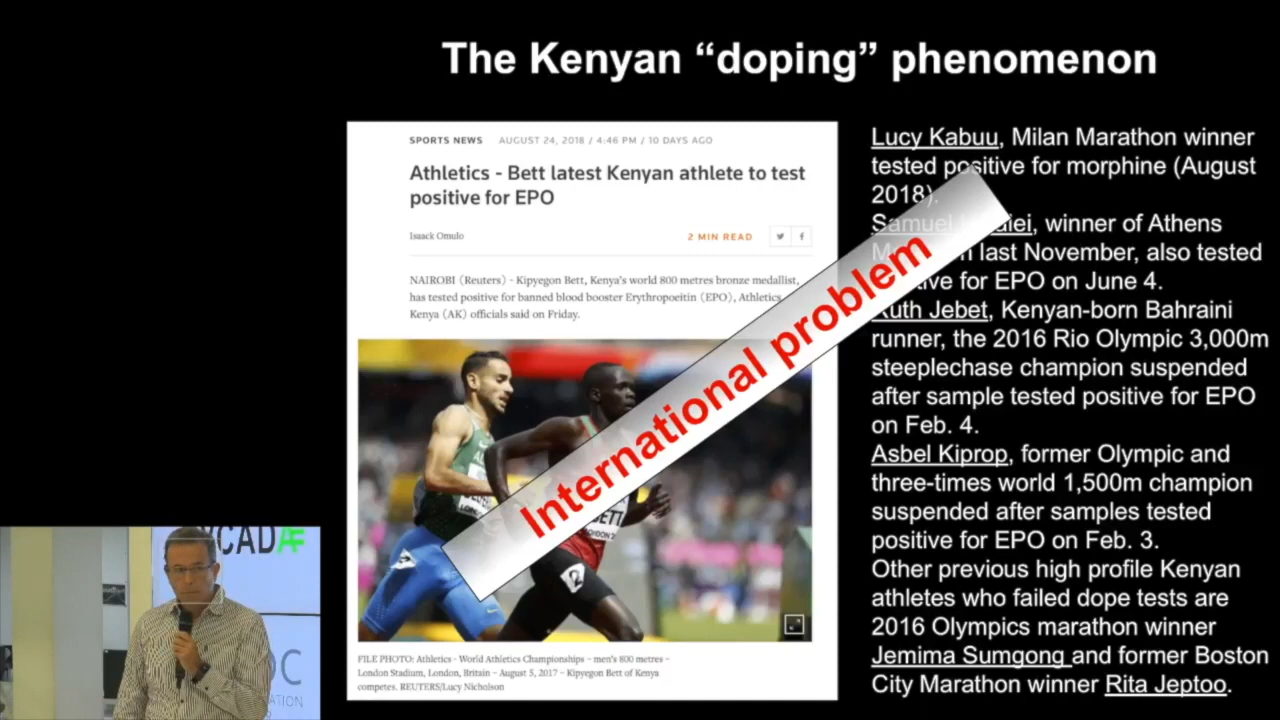 The Kenyan “doping” phenomenon
SPORTS NEWS AUGUST 24, 2018 / 4:46 PM / 10 DAYS AGO
Athletics - Bett latest Kenyan athlete to test
positive for EPO
Isaack Omulo
2 MIN READ
NAIROBI (Reuters) - Kipyegon Bett, Kenya's world 800 metres bronze medallist,
has tested positive for banned blood booster Erythropoeitin (EPO), Athletics
Kenya (AK) officials said on Friday.
International problem
BETT
LONDON 2
2
FILE PHOTO: Athletics - World Athletics Championships - men's 800 metres -
London Stadium, London, Britain - August 5, 2017 - Kipyegon Bett of Kenya
competes. REUTERS/Lucy Nicholson
Lucy Kabuu, Milan Marathon winner
tested positive for morphine (August
2018).
Samuel winner of Athens
last November, also tested
for EPO on June 4.
Ruth Jebet, Kenyan-born Bahraini
runner, the 2016 Rio Olympic 3,000m
steeplechase champion suspended
after sample tested positive for EPO
on Feb. 4.
Asbel Kiprop, former Olympic and
three-times world 1,500m champion
suspended after samples tested
positive for EPO on Feb. 3.
Other previous high profile Kenyan
athletes who failed dope tests are
2016 Olympics marathon winner
Jemima Sumgong and former Boston
City Marathon winner Rita Jeptoo.